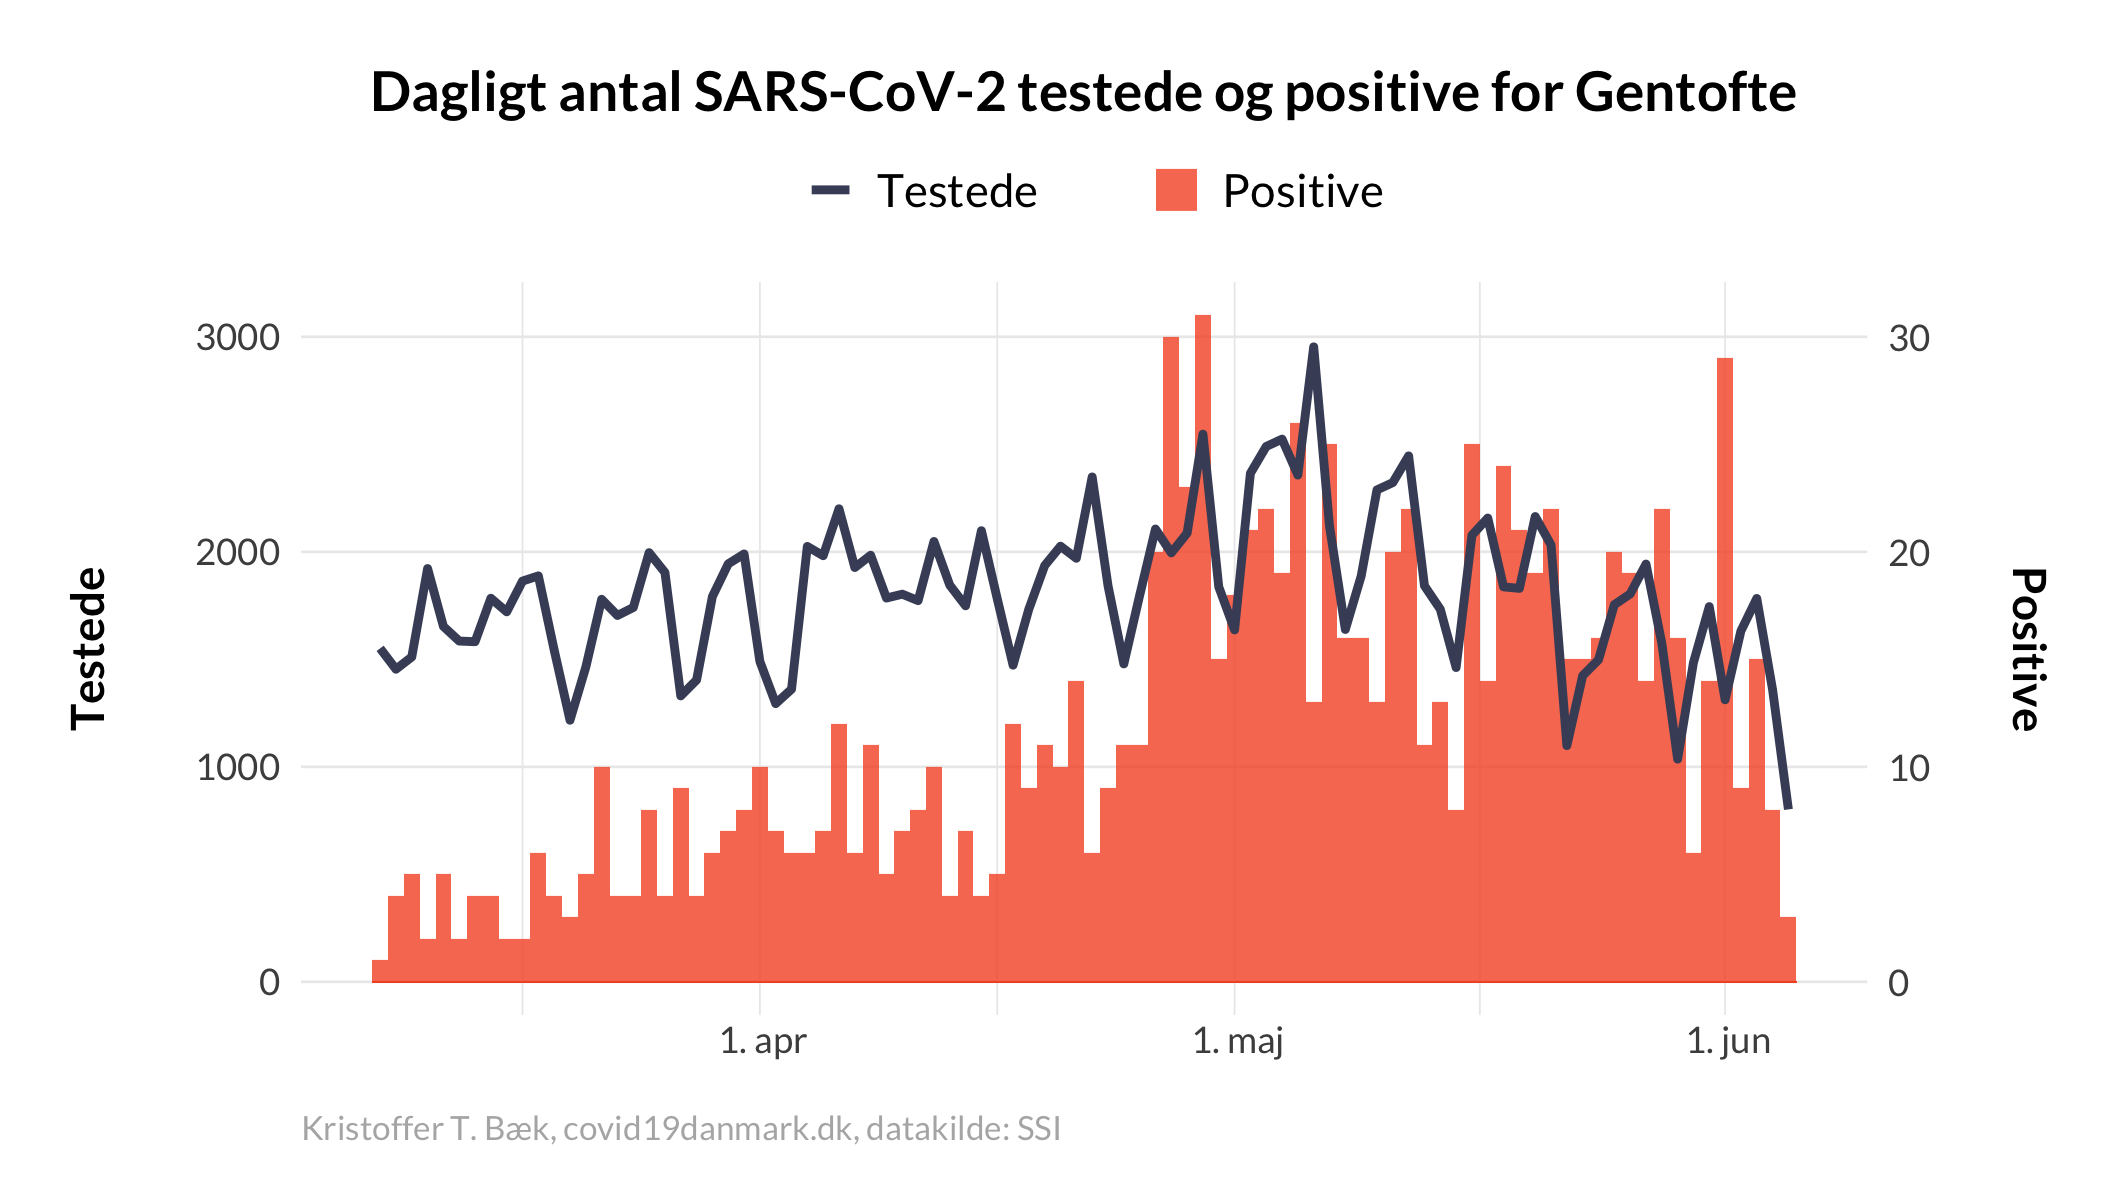 Dagligt antal SARS-CoV-2 testede og positive for Gentofte
Testede
Positive
3000
2000
1000
0
Testede
30
20
10
0
Positive
1. apr
1. maj
1. jun
Kristoffer T. Bæk, covid19danmark.dk, datakilde: SSI